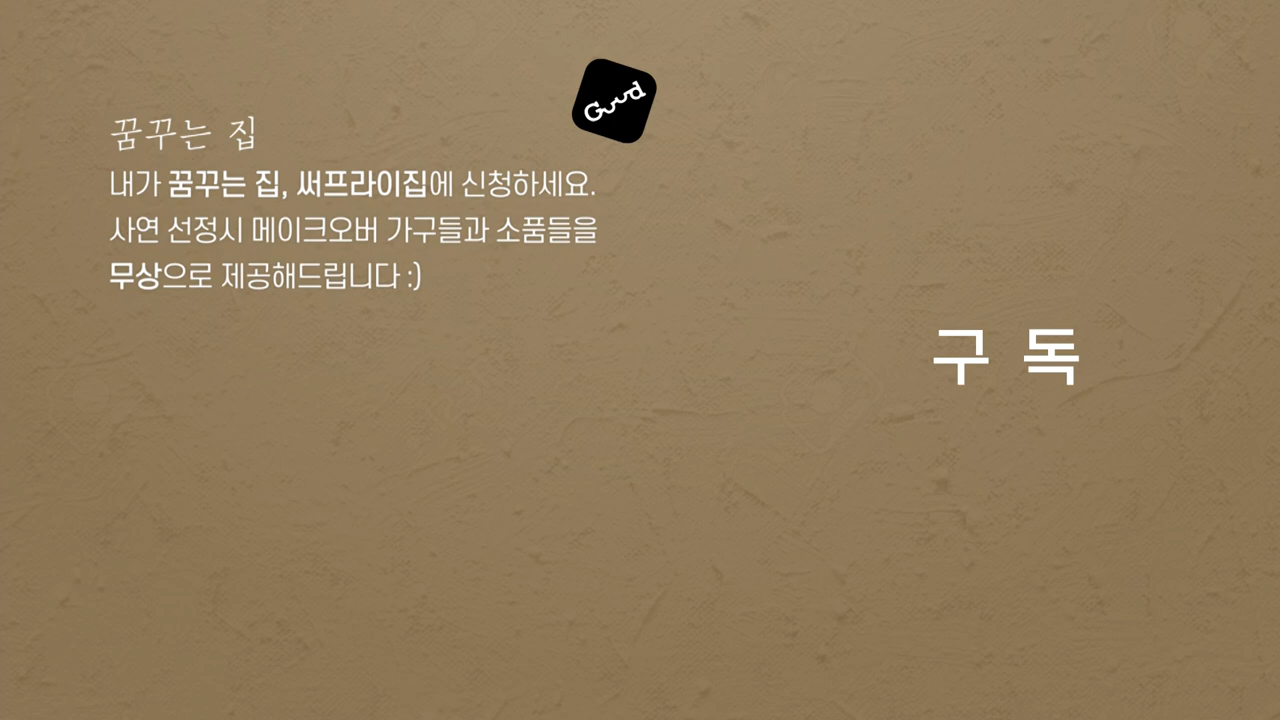 Guud
꿈꾸는 집
내가 꿈꾸는 집, 써프라이집에 신청하세요.
사연 선정시 메이크오버 가구들과 소품들을
무상으로 제공해드립니다 :)
구 독